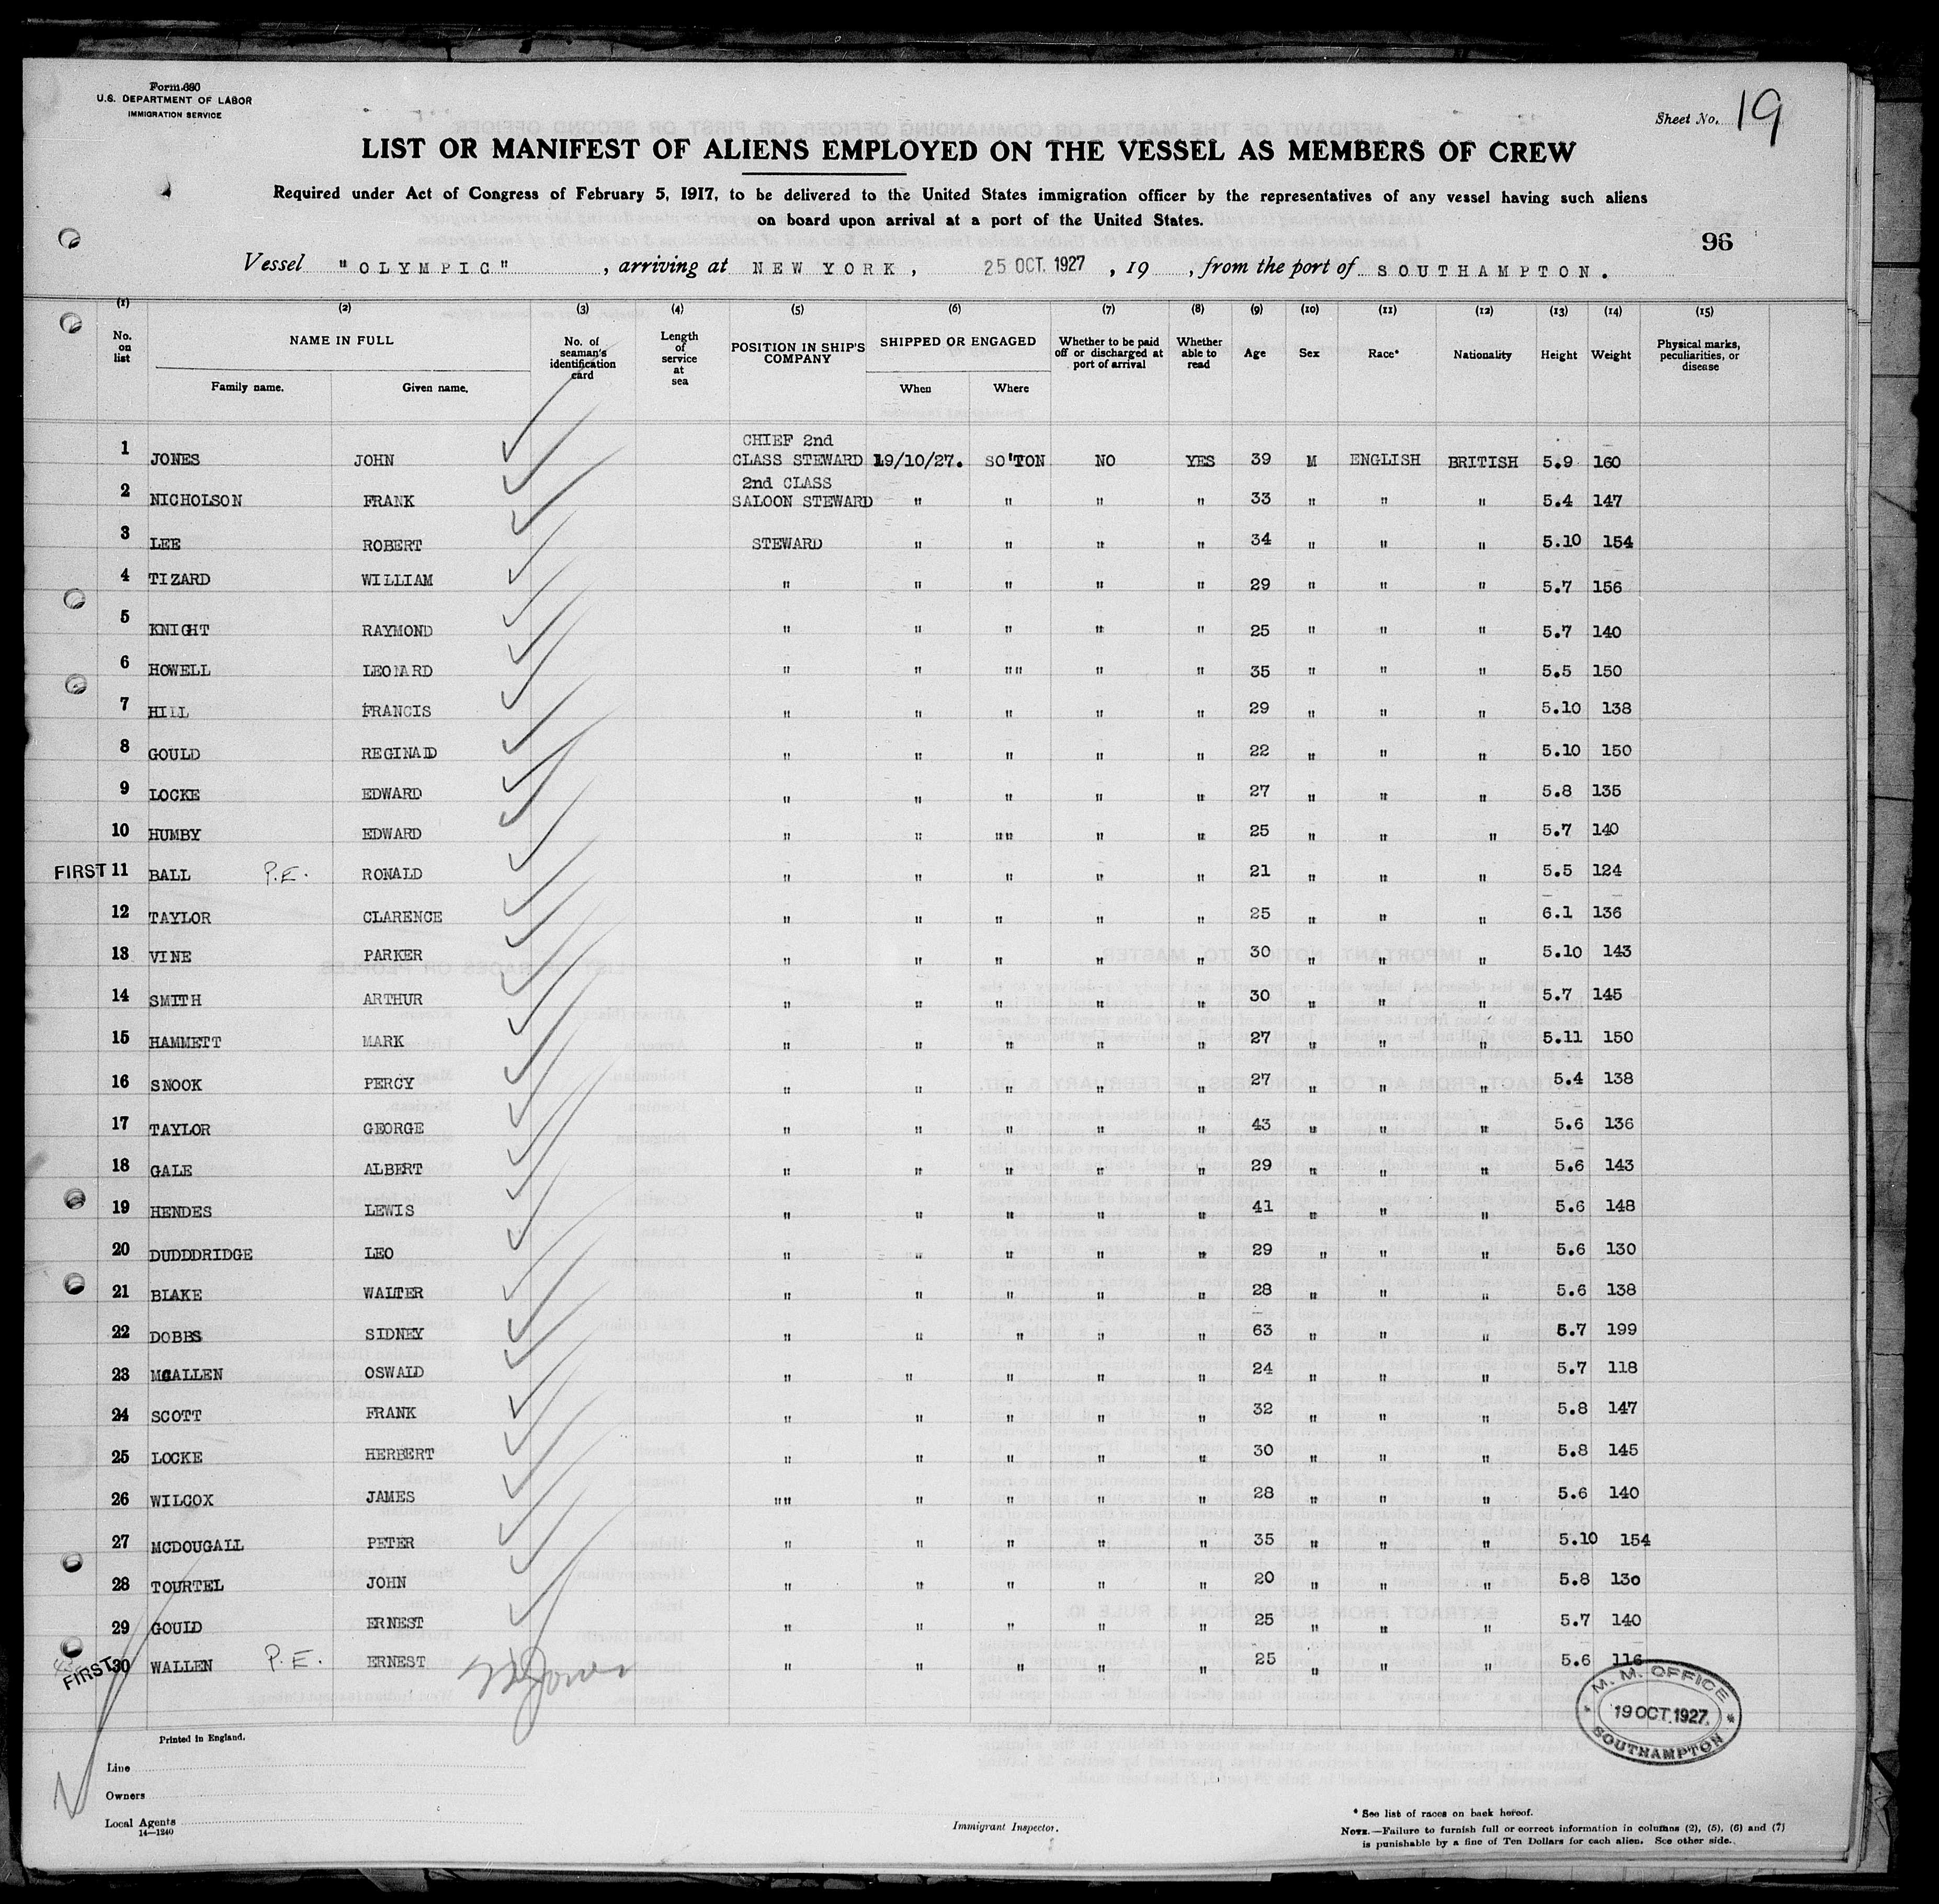 Form 680
U.S. DEPARTMENT OF LABOR
IMMIGRATION SERVICE
Sheet No. 19
LIST OR MANIFEST OF ALIENS EMPLOYED ON THE VESSEL AS MEMBERS OF CREW
Required under Act of Congress of February 5, 1917, to be delivered to the United States immigration officer by the representatives of any vessel having such aliens
on board upon arrival at a port of the United States.
96
Vessel "OLYMPIC" , arriving at NEW YORK, 25 OCT. 1927 , 19 , from the port of SOUTHAMPTON.
(1) (2) (3) (4) (5) (6) (7) (8) (9) (10) (11) (12) (13) (14) (15)
No. on list NAME IN FULL Family name. Given name. No. of seaman's identification card Length of service at sea POSITION IN SHIP'S COMPANY SHIPPED OR ENGAGED When Where Whether to be paid off or discharged at port of arrival Whether able to read Age Sex Race* Nationality Height Weight Physical marks, peculiarities, or disease
1 JONES JOHN CHIEF 2nd CLASS STEWARD 19/10/27. SO'TON NO YES 39 M ENGLISH BRITISH 5.9 160
2 NICHOLSON FRANK 2nd CLASS SALOON STEWARD " " " " 33 " " " 5.4 147
3 LEE ROBERT STEWARD " " " " 34 " " " 5.10 154
4 TIZARD WILLIAM " " " " " 29 " " " 5.7 156
5 KNIGHT RAYMOND " " " " " 25 " " " 5.7 140
6 HOWELL LEONARD " " "" " " 35 " " " 5.5 150
7 HILL FRANCIS " " " " " 29 " " " 5.10 138
8 GOULD REGINALD " " " " " 22 " " " 5.10 150
9 LOCKE EDWARD " " " " " 27 " " " 5.8 135
10 HUMBY EDWARD " " "" " " 25 " " " 5.7 140
FIRST 11 BALL P.E. RONALD " " " " " 21 " " " 5.5 124
12 TAYLOR CLARENCE " " " " " 25 " " " 6.1 136
13 VINE PARKER " " " " " 30 " " " 5.10 143
14 SMITH ARTHUR " " " " " 30 " " " 5.7 145
15 HAMMETT MARK " " " " " 27 " " " 5.11 150
16 SNOOK PERCY " " " " " 27 " " " 5.4 138
17 TAYLOR GEORGE " " " " " 43 " " " 5.6 136
18 GALE ALBERT " " " " " 29 " " " 5.6 143
19 HENDES LEWIS " " " " " 41 " " " 5.6 148
20 DUDDDRIDGE LEO " " " " " 29 " " " 5.6 130
21 BLAKE WALTER " " " " " 28 " " " 5.6 138
22 DOBBS SIDNEY " " " " " 63 " " " 5.7 199
23 MCALLEN OSWALD " " " " " 24 " " " 5.7 118
24 SCOTT FRANK " " " " " 32 " " " 5.8 147
25 LOCKE HERBERT " " " " " 30 " " " 5.8 145
26 WILCOX JAMES "" " " " " 28 " " " 5.6 140
27 MCDOUGALL PETER " " " " " 35 " " " 5.10 154
28 TOURTEL JOHN " " " " " 20 " " " 5.8 130
29 GOULD ERNEST " " " " " 25 " " " 5.7 140
FIRST 30 WALLEN P.E. ERNEST " " " " " 25 " " " 5.6 116
Jones
M. M. OFFICE
19 OCT. 1927.
SOUTHAMPTON
Printed in England.
Line
Owners
Local Agents
14—1240
Immigrant Inspector.
* See list of races on back hereof.
NOTE.—Failure to furnish full or correct information in columns (2), (5), (6) and (7)
is punishable by a fine of Ten Dollars for each alien. See other side.